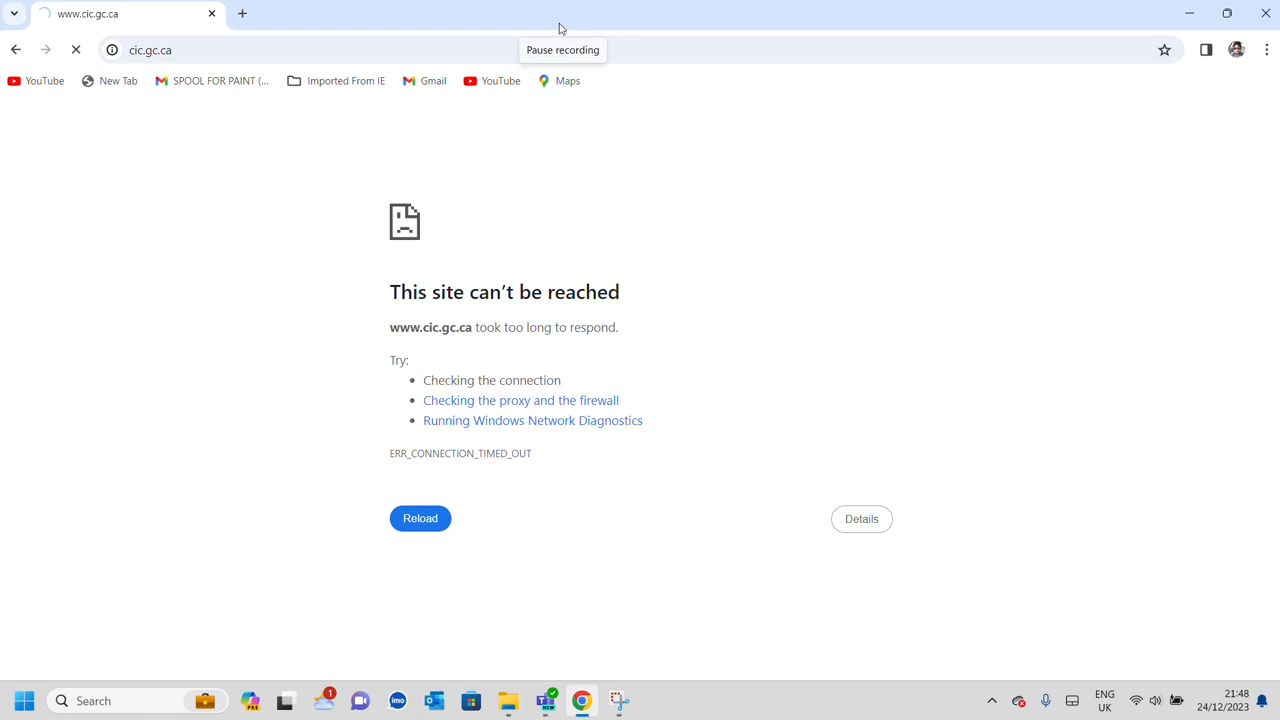 www.cic.gc.ca
cic.gc.ca
Pause recording
YouTube New Tab SPOOL FOR PAINT (... Imported From IE Gmail YouTube Maps
This site can't be reached
www.cic.gc.ca took too long to respond.
Try:
• Checking the connection
• Checking the proxy and the firewall
• Running Windows Network Diagnostics
ERR_CONNECTION_TIMED_OUT
Reload Details
Search 1 imo NEW ENG 21:48
UK 24/12/2023